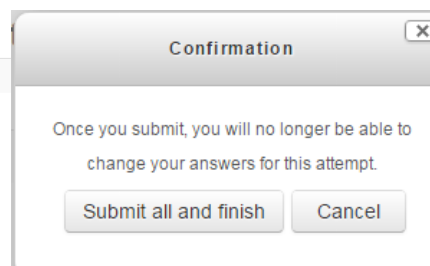 Confirmation
Once you submit, you will no longer be able to
change your answers for this attempt.
Submit all and finish Cancel